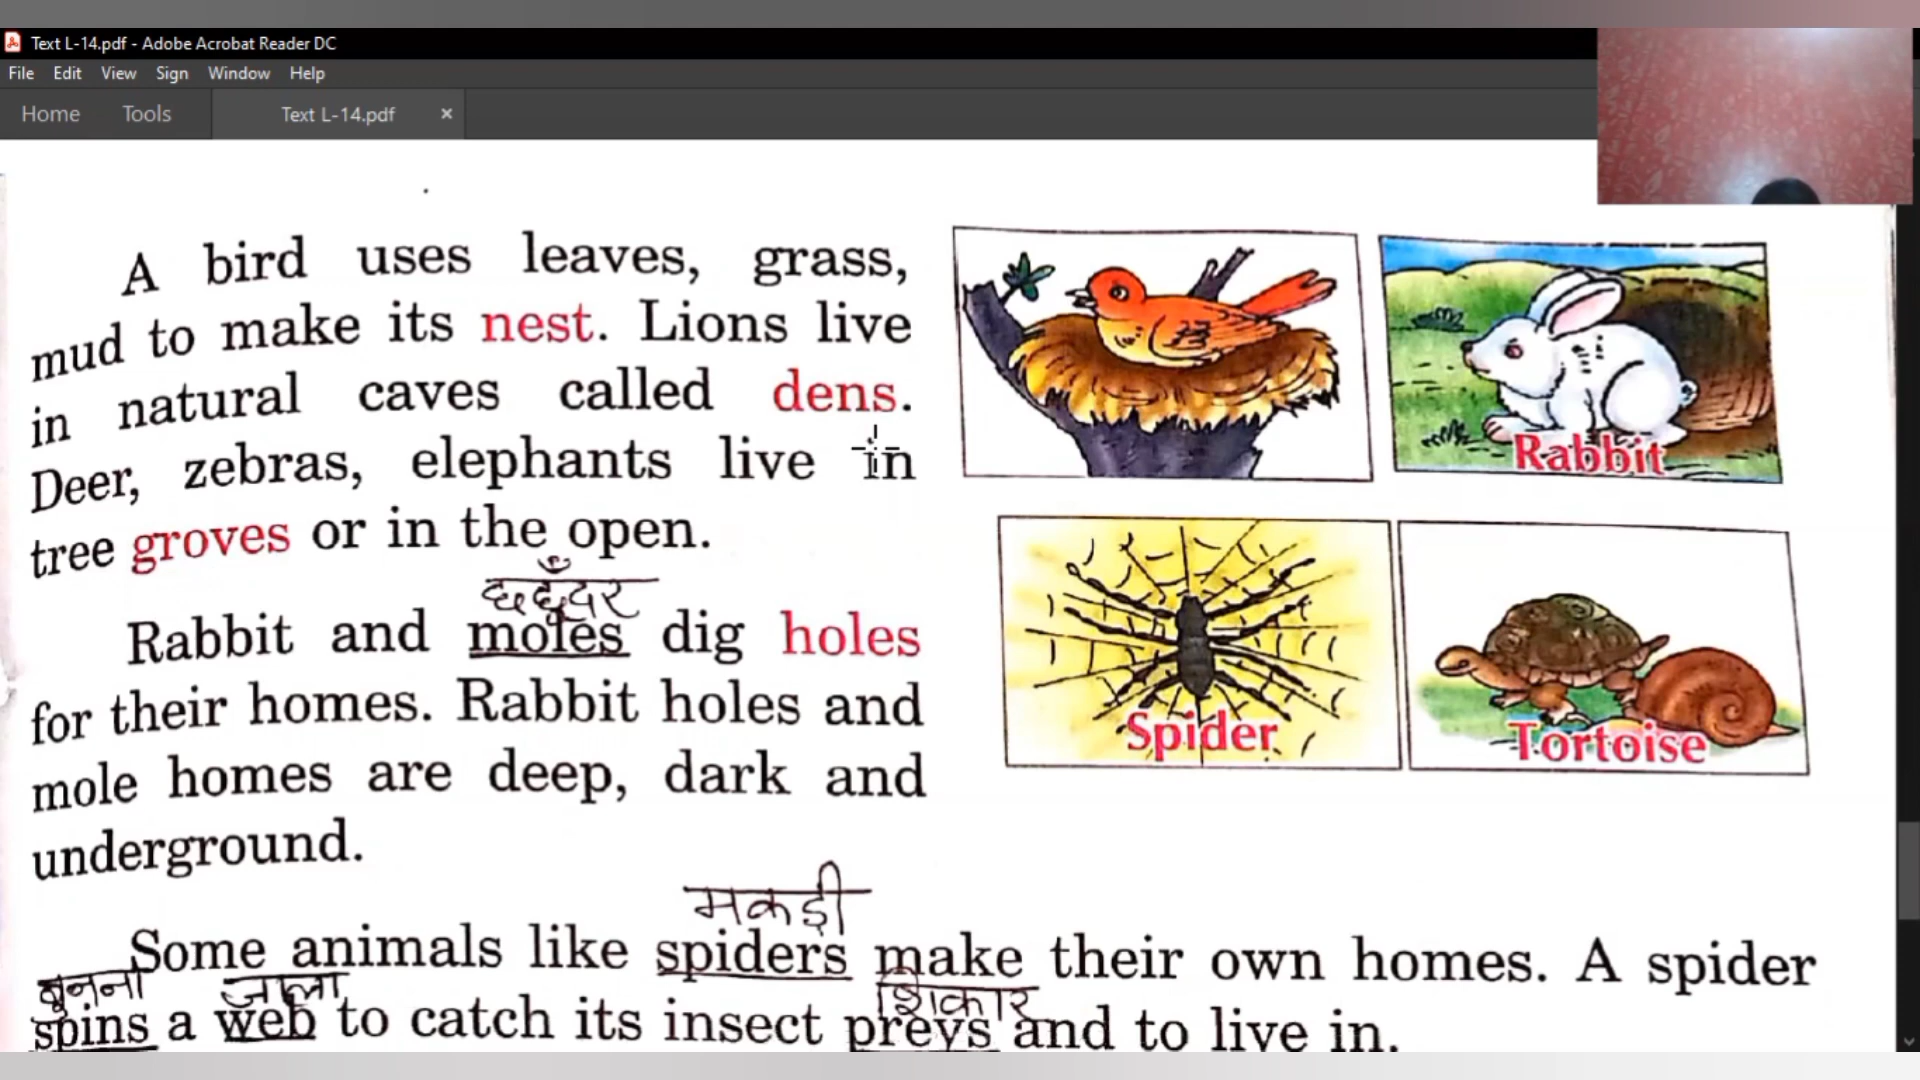 Text L-14.pdf - Adobe Acrobat Reader DC
File Edit View Sign Window Help
Home Tools Text L-14.pdf ×
A bird uses leaves, grass,
mud to make its nest. Lions live
in natural caves called dens.
Deer, zebras, elephants live in
tree groves or in the open.
छछूँदर
Rabbit and moles dig holes
for their homes. Rabbit holes and
mole homes are deep, dark and
underground.
Rabbit
Spider
Tortoise
मकड़ी
Some animals like spiders make their own homes. A spider
बुनना जाला शिकार
spins a web to catch its insect preys and to live in.